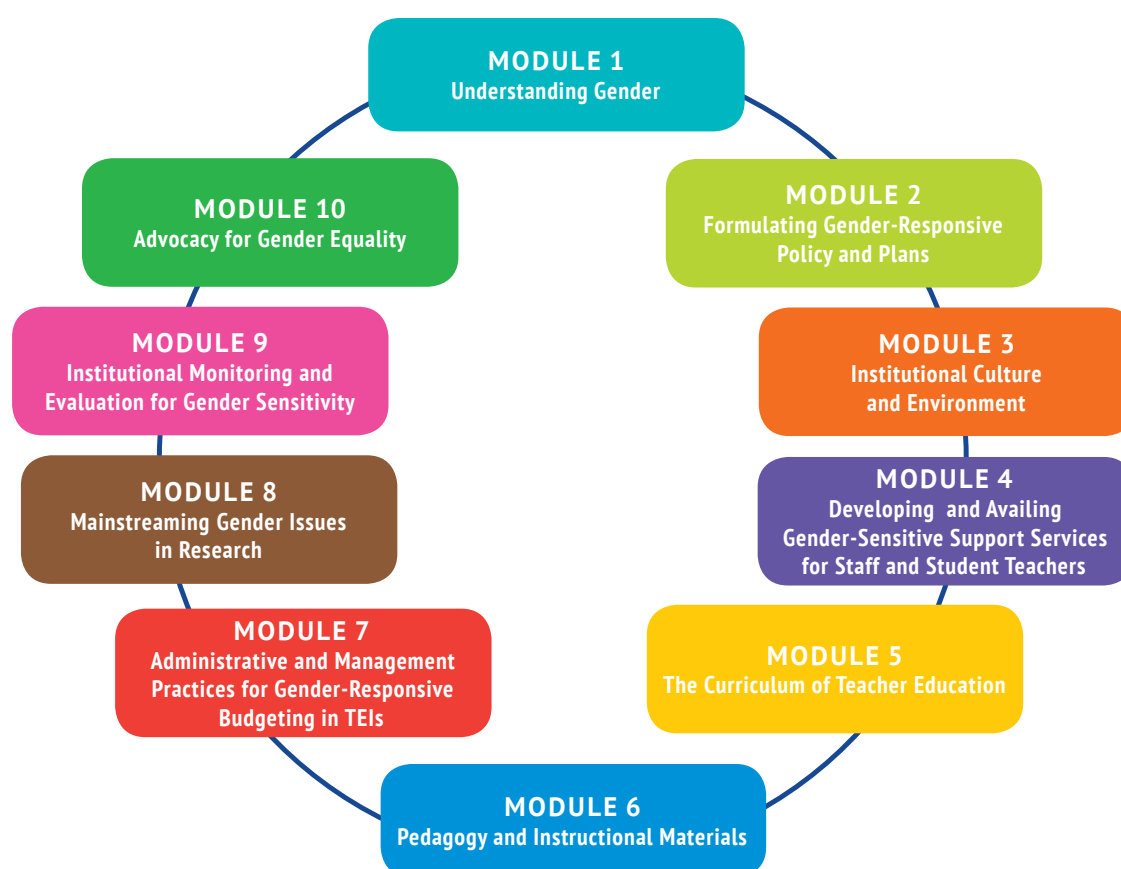 MODULE 1
Understanding Gender
MODULE 2
Formulating Gender-Responsive
Policy and Plans
MODULE 3
Institutional Culture
and Environment
MODULE 4
Developing and Availing
Gender-Sensitive Support Services
for Staff and Student Teachers
MODULE 5
The Curriculum of Teacher Education
MODULE 6
Pedagogy and Instructional Materials
MODULE 7
Administrative and Management
Practices for Gender-Responsive
Budgeting in TEIs
MODULE 8
Mainstreaming Gender Issues
in Research
MODULE 9
Institutional Monitoring and
Evaluation for Gender Sensitivity
MODULE 10
Advocacy for Gender Equality